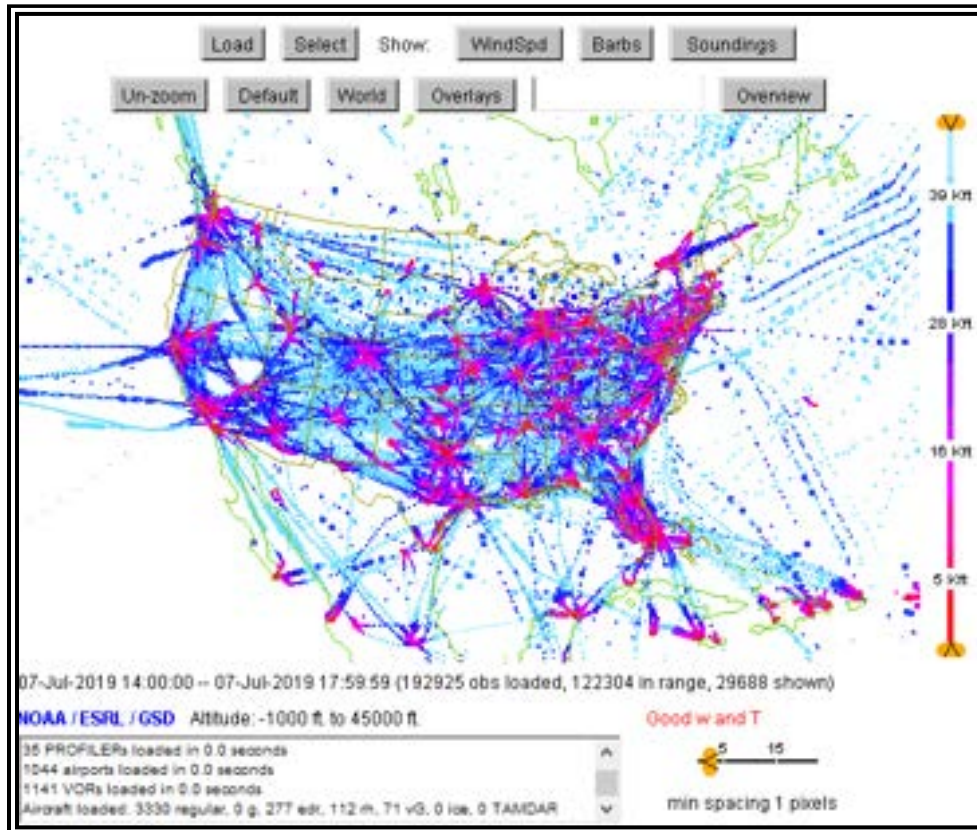 Load Select Show: WindSpd Barbs Soundings
Un-zoom Default World Overlays Overview
39 Kft
28 Kft
16 Kft
5 Kft
07-Jul-2019 14:00:00 -- 07-Jul-2019 17:59:59 (192925 obs loaded, 122304 in range, 29688 shown)
NOAA / ESRL / GSD Altitude: -1000 ft. to 45000 ft.
Good w and T
35 PROFILERs loaded in 0.0 seconds
1044 airports loaded in 0.0 seconds
1141 VORs loaded in 0.0 seconds
Aircraft loaded: 3330 regular, 0 g, 277 edr, 112 rh, 71 vG, 0 ice, 0 TAMDAR
5 15
min spacing 1 pixels